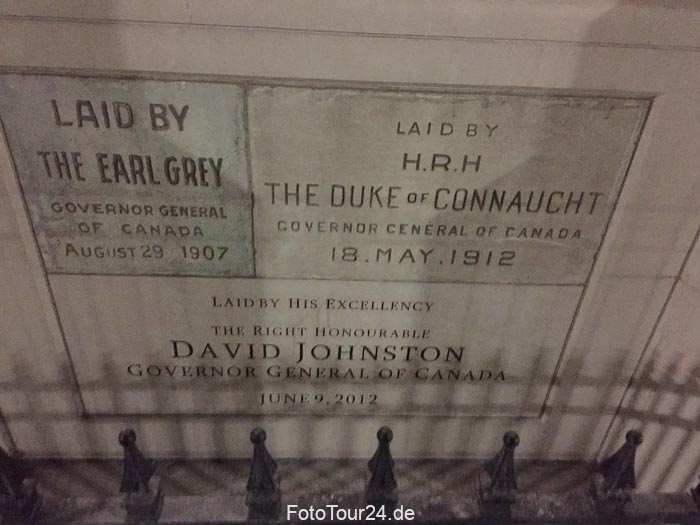 LAID BY
THE EARL GREY
GOVERNOR GENERAL
OF CANADA
AUGUST 29 1907
LAID BY
H.R.H
THE DUKE OF CONNAUCHT
GOVERNOR CENERAL OF CANADA
18. MAY. 1912
LAID BY HIS EXCELLENCY
THE RIGHT HONOURABLE
DAVID JOHNSTON
GOVERNOR GENERAL OF CANADA
JUNE 9, 2012
FotoTour24.de